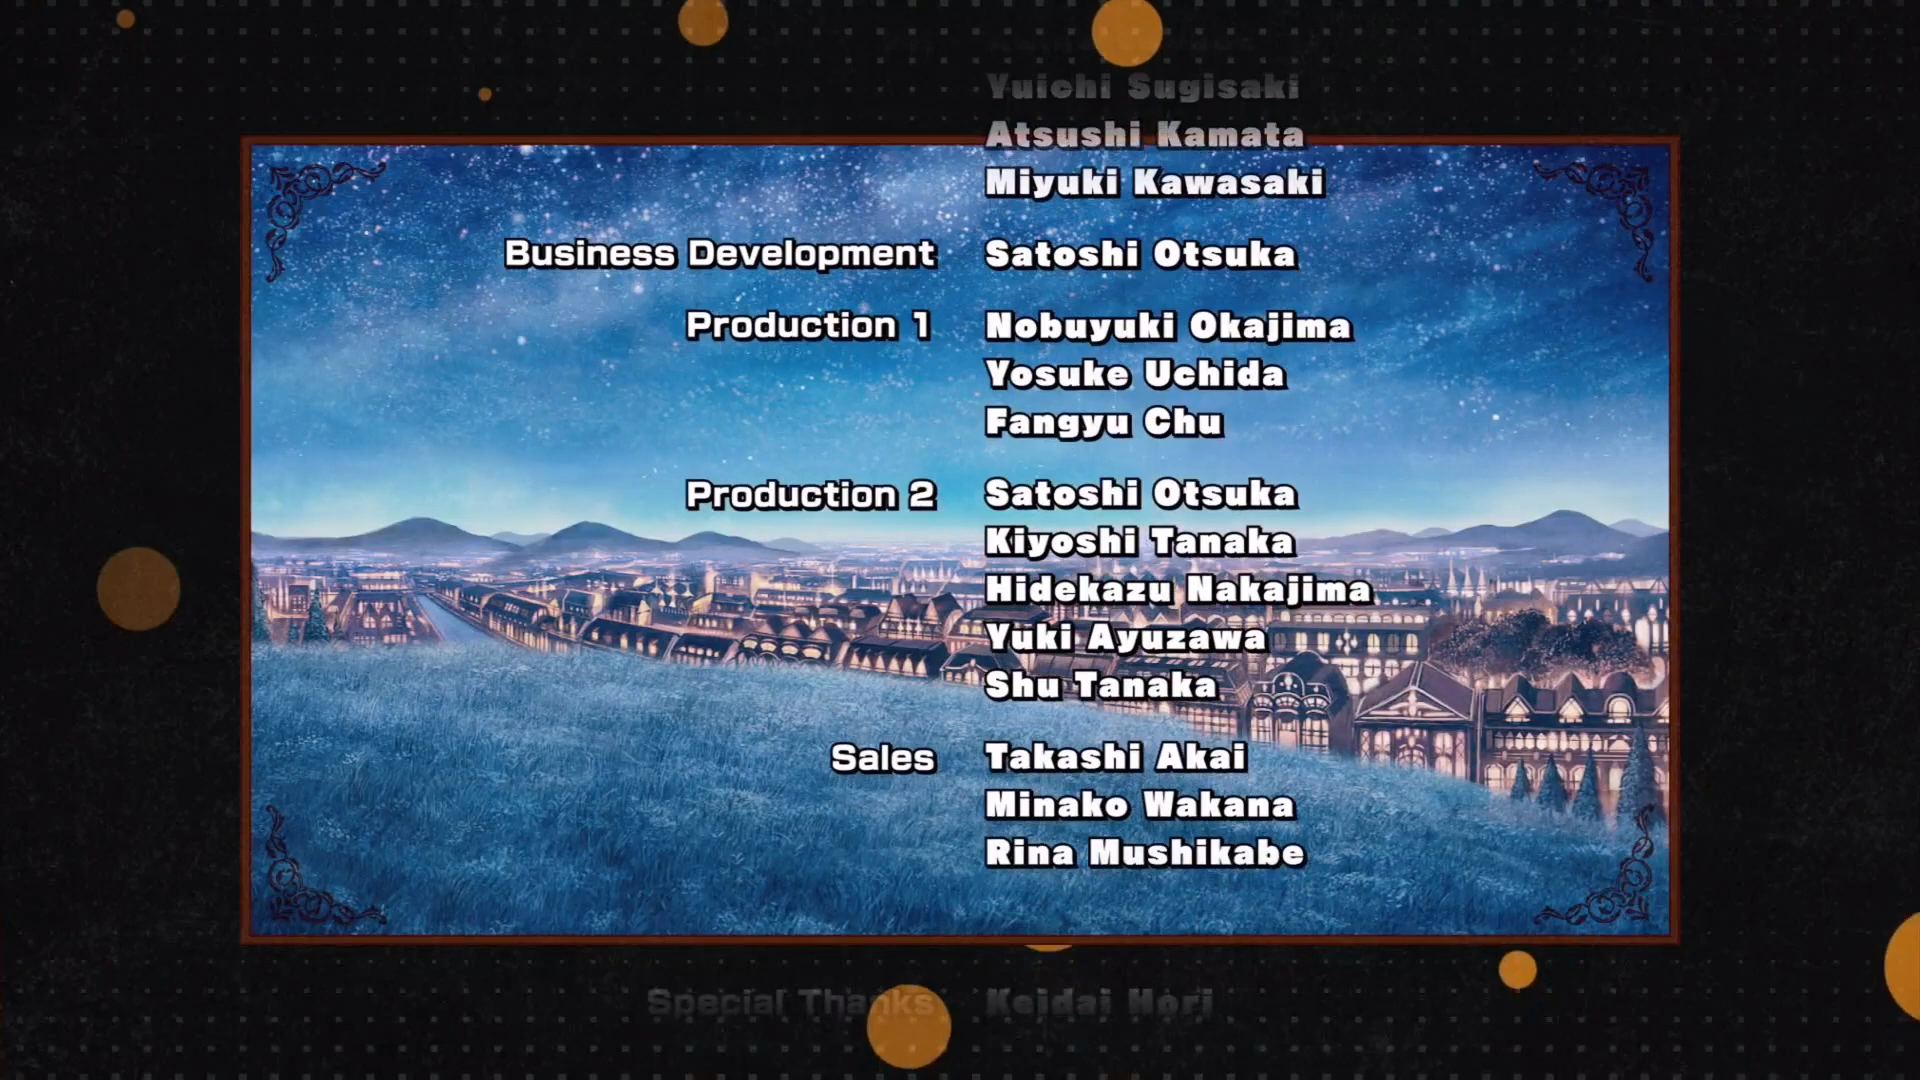 Yuichi Sugisaki
Atsushi Kamata
Miyuki Kawasaki
Business Development Satoshi Otsuka
Production 1 Nobuyuki Okajima
Yosuke Uchida
Fangyu Chu
Production 2 Satoshi Otsuka
Kiyoshi Tanaka
Hidekazu Nakajima
Yuki Ayuzawa
Shu Tanaka
Sales Takashi Akai
Minako Wakana
Rina Mushikabe
Special Thanks Keidai Hori